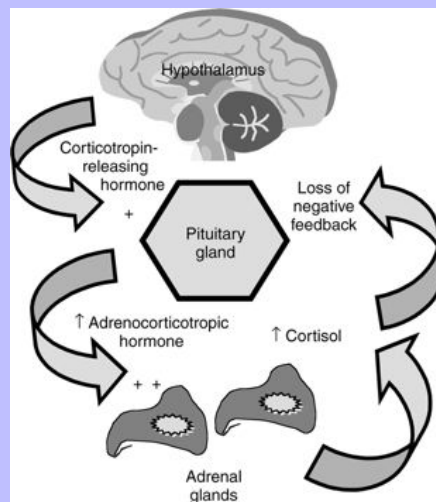 Hypothalamus
Corticotropin-
releasing
hormone
+
Loss of
negative
feedback
Pituitary
gland
↑ Adrenocorticotropic
hormone
+ +
↑ Cortisol
Adrenal
glands